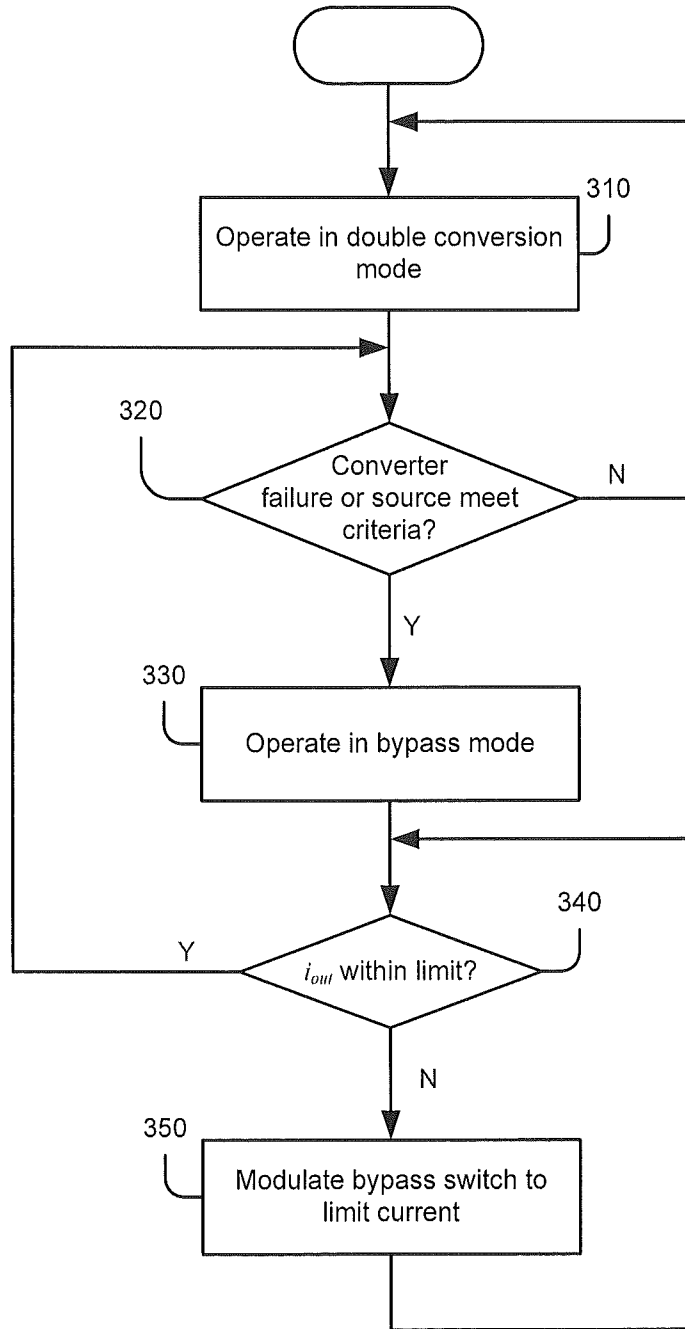 310
Operate in double conversion
mode
320
Converter
failure or source meet
criteria?
N
Y
330
Operate in bypass mode
340
Y
i_out within limit?
N
350
Modulate bypass switch to
limit current